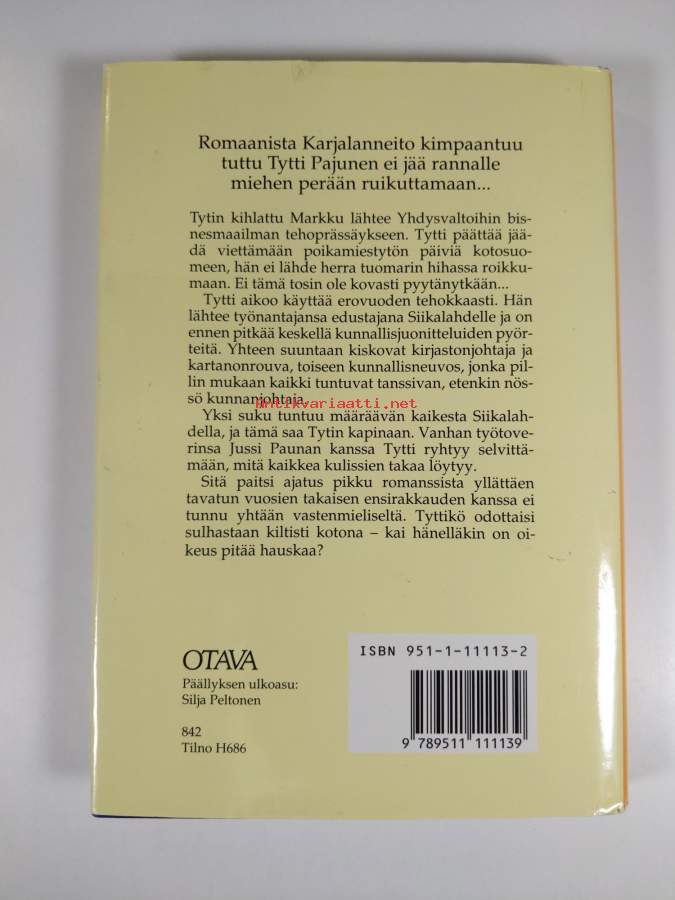 Romaanista Karjalanneito kimpaantuu
tuttu Tytti Pajunen ei jää rannalle
miehen perään ruikuttamaan...
Tytin kihlattu Markku lähtee Yhdysvaltoihin bis-
nesmaailman tehoprässäykseen. Tytti päättää jää-
dä viettämään poikamiestytön päiviä kotosuo-
meen, hän ei lähde herra tuomarin hihassa roikku-
maan. Ei tämä tosin ole kovasti pyytänytkään...
Tytti aikoo käyttää erovuoden tehokkaasti. Hän
lähtee työnantajansa edustajana Siikalahdelle ja on
ennen pitkää keskellä kunnallisjuonitteluiden pyör-
teitä. Yhteen suuntaan kiskovat kirjastonjohtaja ja
kartanonrouva, toiseen kunnallisneuvos, jonka pil-
lin mukaan kaikki tuntuvat tanssivan, etenkin nös-
sö kunnanjohtaja.
antikvariaatti.net
Yksi suku tuntuu määräävän kaikesta Siikalah-
della, ja tämä saa Tytin kapinaan. Vanhan työtove-
rinsa Jussi Paunan kanssa Tytti ryhtyy selvittä-
mään, mitä kaikkea kulissien takaa löytyy.
Sitä paitsi ajatus pikku romanssista yllättäen
tavatun vuosien takaisen ensirakkauden kanssa ei
tunnu yhtään vastenmieliseltä. Tyttikö odottaisi
sulhastaan kiltisti kotona – kai hänelläkin on oi-
keus pitää hauskaa?
OTAVA
Päällyksen ulkoasu:
Silja Peltonen
842
Tilno H686
ISBN 951-1-11113-2
9 789511 111139